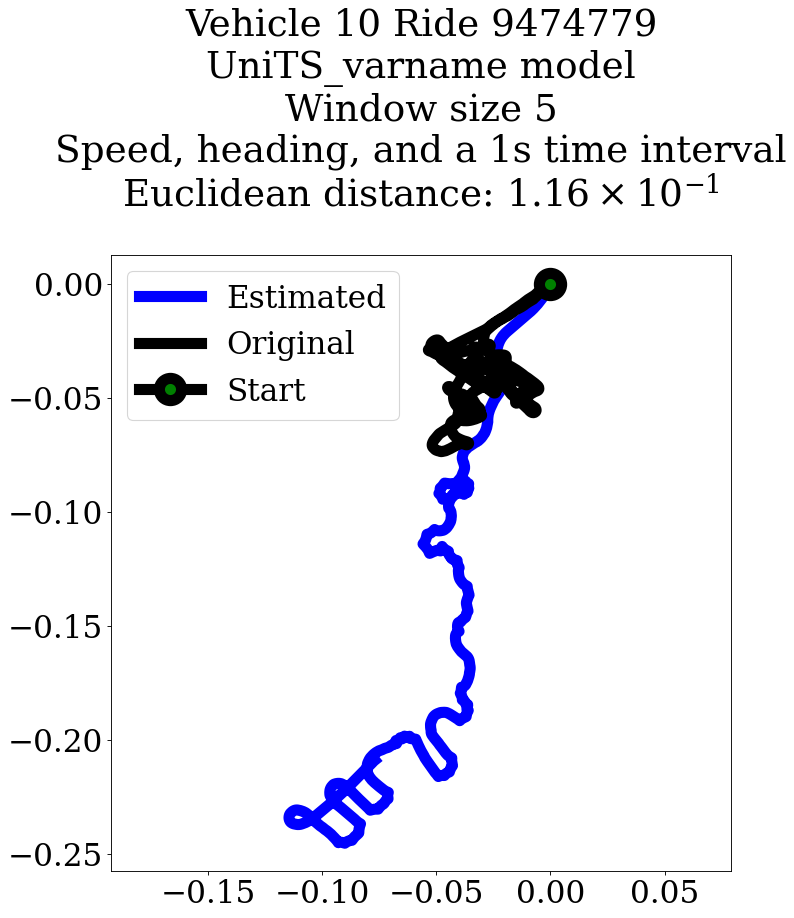 Vehicle 10 Ride 9474779
UniTS_varname model
Window size 5
Speed, heading, and a 1s time interval
Euclidean distance: 1.16 × 10⁻¹
Estimated
Original
Start
0.00
−0.05
−0.10
−0.15
−0.20
−0.25
−0.15 −0.10 −0.05 0.00 0.05